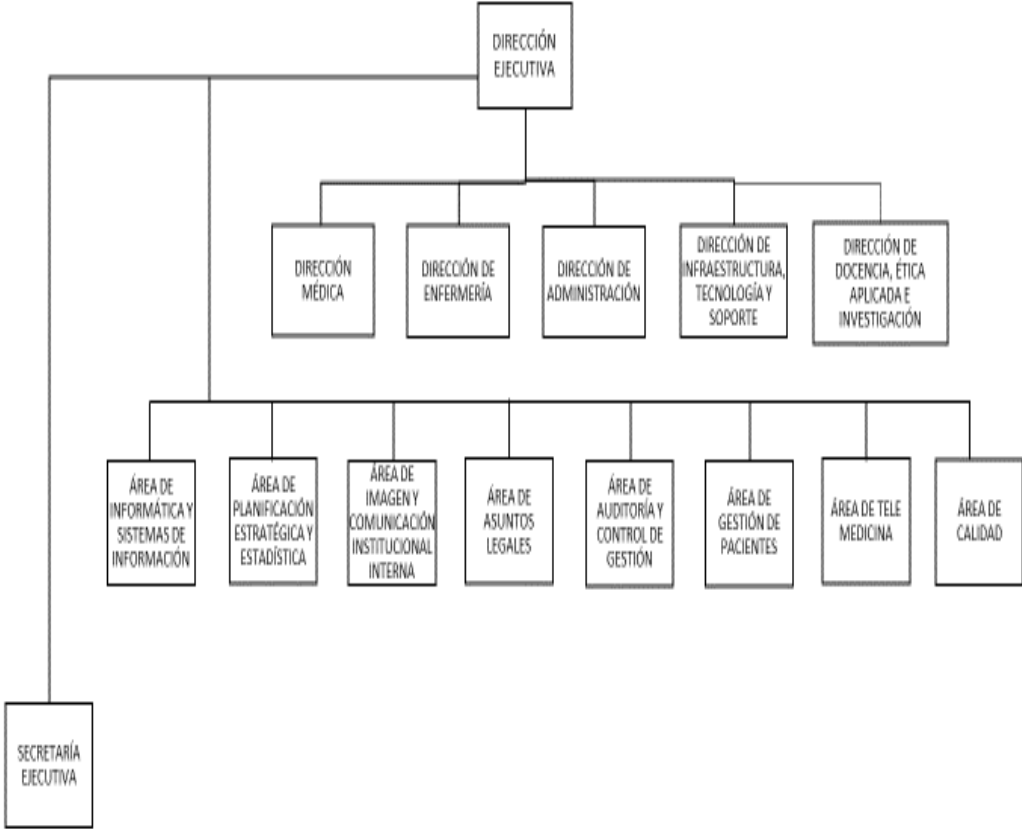 DIRECCIÓN
EJECUTIVA
DIRECCIÓN
MÉDICA
DIRECCIÓN DE
ENFERMERÍA
DIRECCIÓN DE
ADMINISTRACIÓN
DIRECCIÓN DE
INFRAESTRUCTURA,
TECNOLOGÍA Y
SOPORTE
DIRECCIÓN DE
DOCENCIA, ÉTICA
APLICADA E
INVESTIGACIÓN
ÁREA DE
INFORMÁTICA Y
SISTEMAS DE
INFORMACIÓN
ÁREA DE
PLANIFICACIÓN
ESTRATÉGICA Y
ESTADÍSTICA
ÁREA DE
IMAGEN Y
COMUNICACIÓN
INSTITUCIONAL
INTERNA
ÁREA DE
ASUNTOS
LEGALES
ÁREA DE
AUDITORÍA Y
CONTROL DE
GESTIÓN
ÁREA DE
GESTIÓN DE
PACIENTES
ÁREA DE TELE
MEDICINA
ÁREA DE
CALIDAD
SECRETARÍA
EJECUTIVA